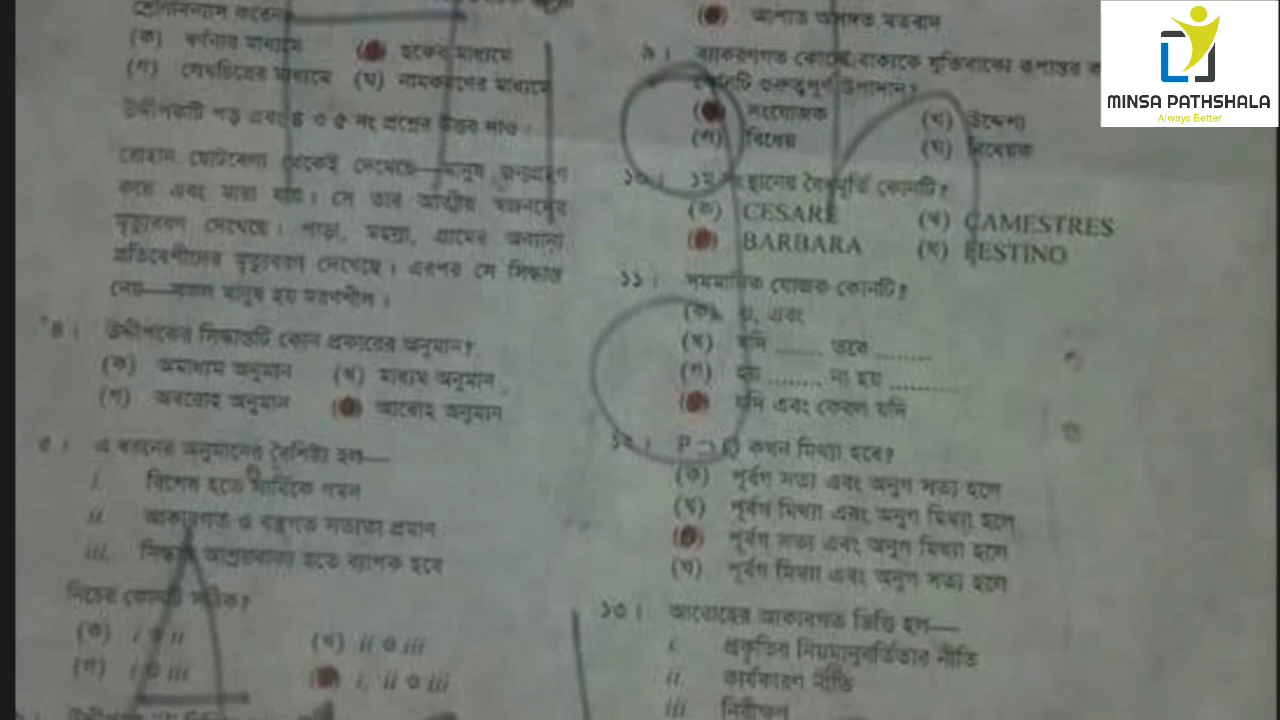 শ্রেণিবিন্যাস করেন
(ক) বর্ণনার মাধ্যমে (খ) ছকের মাধ্যমে
(গ) লেখচিত্রের মাধ্যমে (ঘ) নামকরণের মাধ্যমে
উদ্দীপকটি পড় এবং ৪ ও ৫ নং প্রশ্নের উত্তর দাও :
সোহান ছোটবেলা থেকেই দেখেছে—মানুষ জন্মগ্রহণ
করে এবং মারা যায়। সে তার আত্মীয় স্বজনদের
মৃত্যুবরণ দেখেছে। পাড়া, মহল্লা, গ্রামের অন্যান্য
প্রতিবেশীদের মৃত্যুবরণ দেখেছে। এরপর সে সিদ্ধান্ত
নেয়—সকল মানুষ হয় মরণশীল।
৪। উদ্দীপকের সিদ্ধান্তটি কোন প্রকারের অনুমান?
(ক) অমাধ্যম অনুমান (খ) মাধ্যম অনুমান
(গ) অবরোহ অনুমান আরোহ অনুমান
৫। এ ধরনের অনুমানের বৈশিষ্ট্য হল—
i. বিশেষ হতে সার্বিকে গমন
ii. আকারগত ও বস্তুগত সত্যতা প্রমাণ
iii. সিদ্ধান্ত আশ্রয়বাক্য হতে ব্যাপক হবে
নিচের কোনটি সঠিক?
(ক) i ও ii (খ) ii ও iii
(গ) i ও iii i, ii ও iii
৯। ব্যাকরণগত কোনো বাক্যকে যুক্তিবাক্যে রূপান্তর
কোনটি গুরুত্বপূর্ণ উপাদান?
সংযোজক (খ) উদ্দেশ্য
(গ) বিধেয় (ঘ) বিধেয়ক
১০। ১ম সংস্থানের বৈধমূর্তি কোনটি?
(ক) CESARE (খ) CAMESTRES
BARBARA (ঘ) FESTINO
১১। সমমানিক যোজক কোনটি?
(ক) ও, এবং
(খ) যদি ....... তবে ........
(গ) হয় ........ না হয় ..........
যদি এবং কেবল যদি
১২। P → Q কখন মিথ্যা হবে?
(ক) পূর্বগ সত্য এবং অনুগ সত্য হলে
(খ) পূর্বগ মিথ্যা এবং অনুগ মিথ্যা হলে
পূর্বগ সত্য এবং অনুগ মিথ্যা হলে
(ঘ) পূর্বগ মিথ্যা এবং অনুগ সত্য হলে
১৩। আরোহের আকারগত ভিত্তি হল—
i. প্রকৃতির নিয়মানুবর্তিতার নীতি
ii. কার্যকারণ নীতি
iii নিরীক্ষণ
MINSA PATHSHALA
Always Better